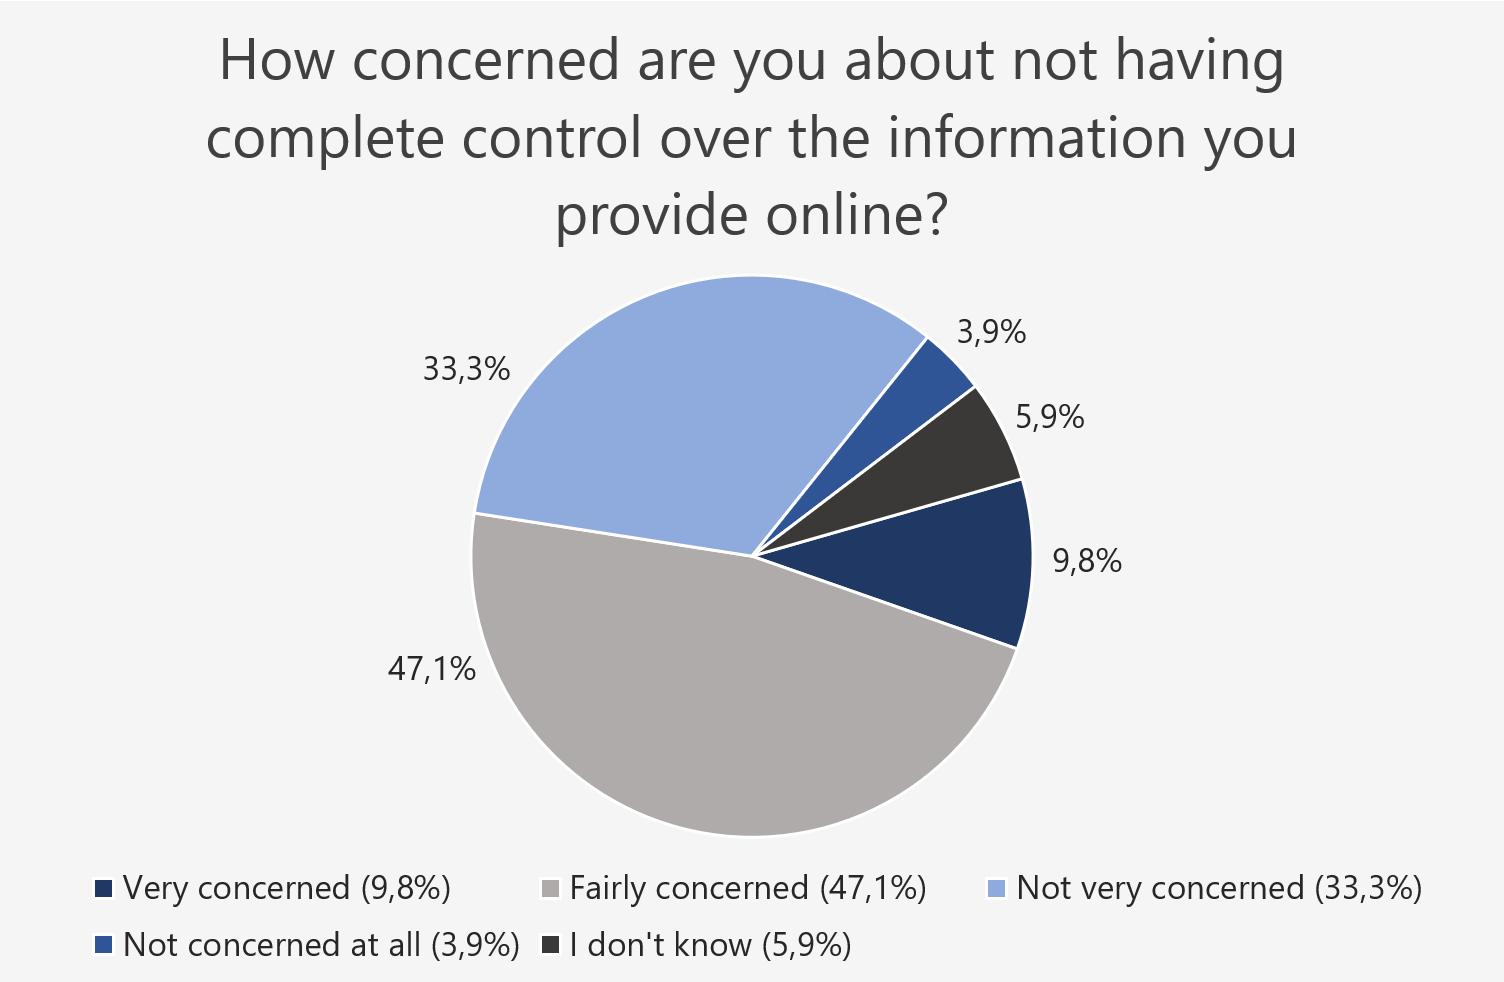 How concerned are you about not having
complete control over the information you
provide online?
3,9%
33,3%
5,9%
9,8%
47,1%
Very concerned (9,8%)
Fairly concerned (47,1%)
Not very concerned (33,3%)
Not concerned at all (3,9%)
I don't know (5,9%)